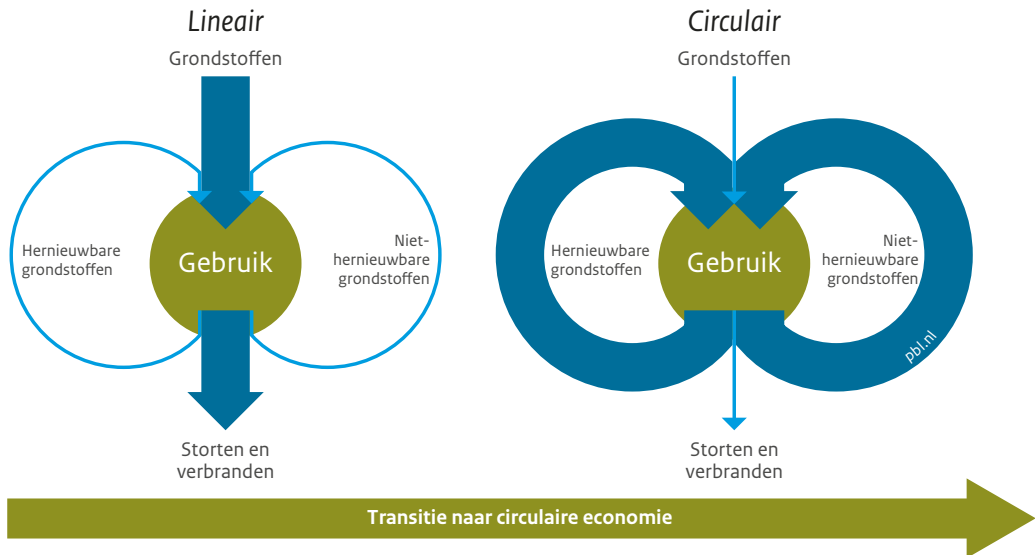 Lineair
Grondstoffen
Hernieuwbare
grondstoffen
Gebruik
Niet-
hernieuwbare
grondstoffen
Storten en
verbranden
Circulair
Grondstoffen
Hernieuwbare
grondstoffen
Gebruik
Niet-
hernieuwbare
grondstoffen
pbl.nl
Storten en
verbranden
Transitie naar circulaire economie